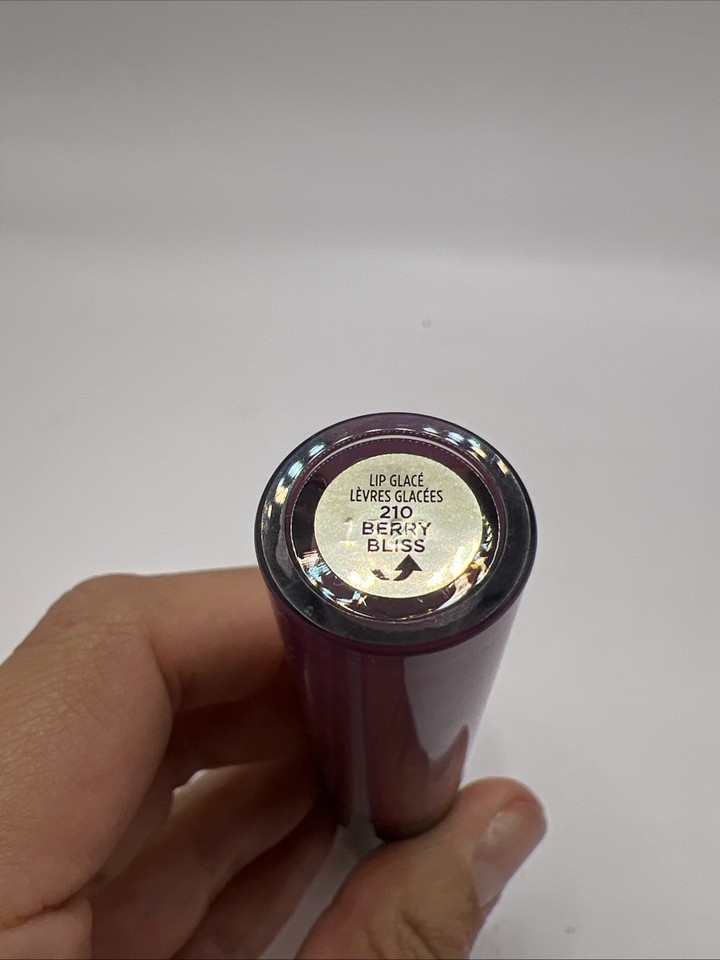 LIP GLACÉ
LÈVRES GLACÉES
210
BERRY
BLISS